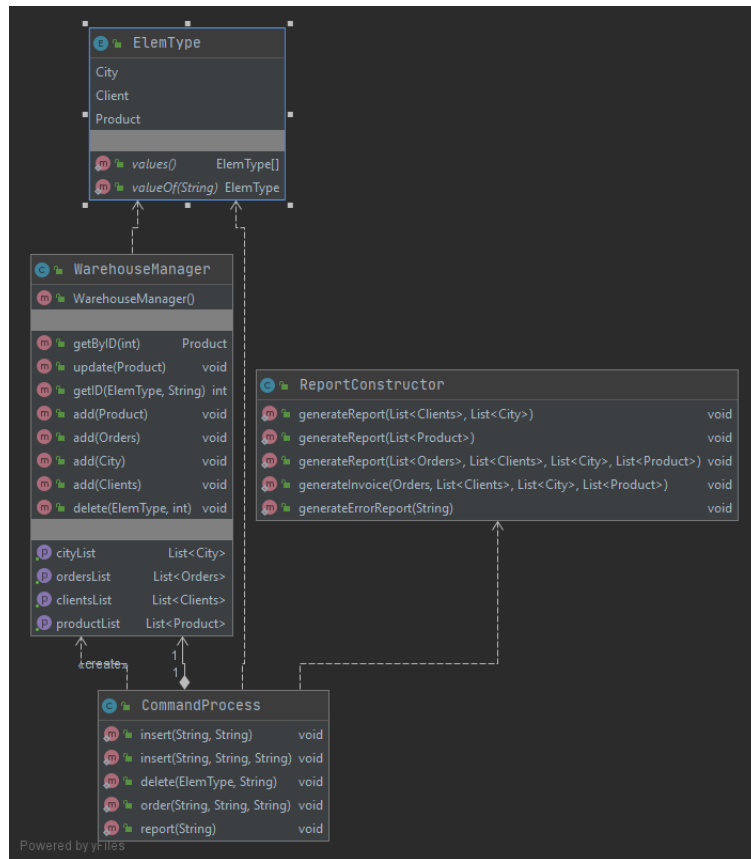 ElemType
City
Client
Product
values() ElemType[]
valueOf(String) ElemType
WarehouseManager
WarehouseManager()
getByID(int) Product
update(Product) void
getID(ElemType, String) int
add(Product) void
add(Orders) void
add(City) void
add(Clients) void
delete(ElemType, int) void
cityList List<City>
ordersList List<Orders>
clientsList List<Clients>
productList List<Product>
ReportConstructor
generateReport(List<Clients>, List<City>) void
generateReport(List<Product>) void
generateReport(List<Orders>, List<Clients>, List<City>, List<Product>) void
generateInvoice(Orders, List<Clients>, List<City>, List<Product>) void
generateErrorReport(String) void
«create»
1
1
CommandProcess
insert(String, String) void
insert(String, String, String) void
delete(ElemType, String) void
order(String, String, String) void
report(String) void
Powered by yFiles